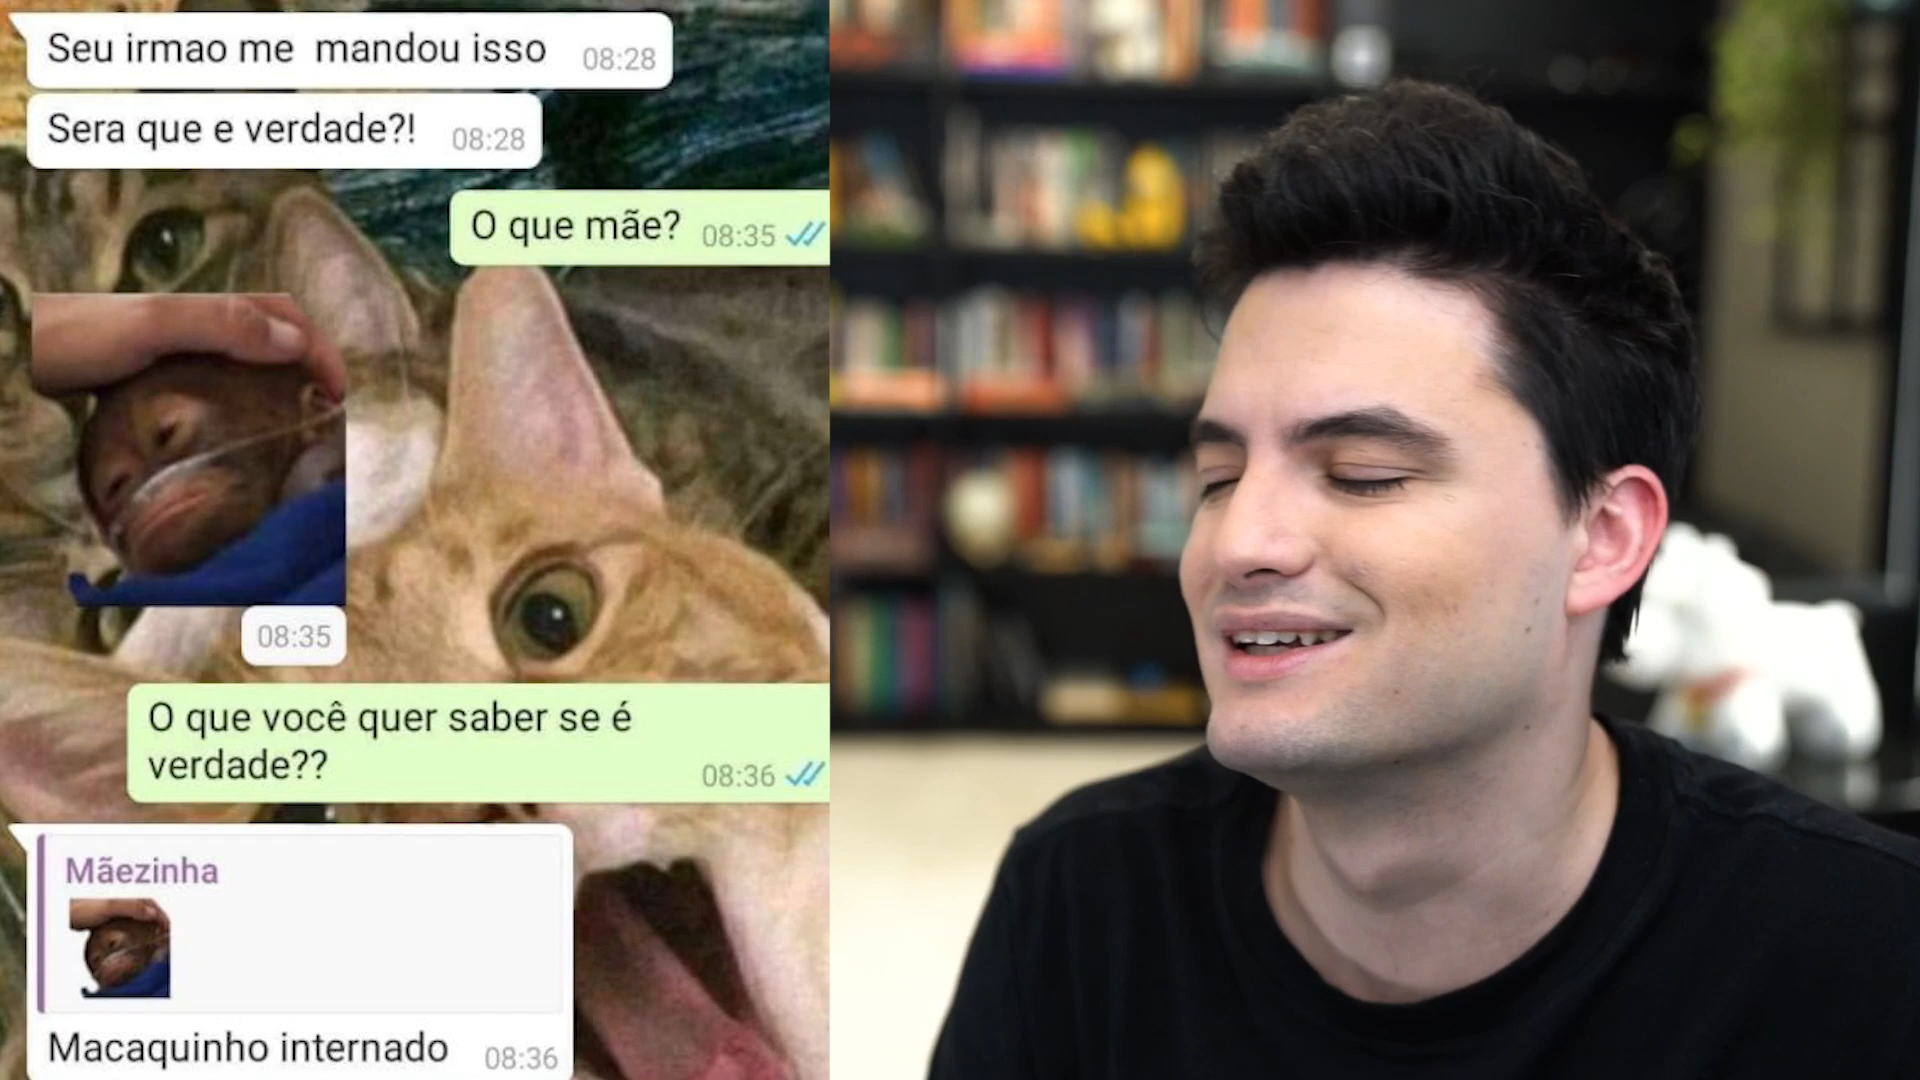 Seu irmao me mandou isso 08:28
Sera que e verdade?! 08:28
O que mãe? 08:35
08:35
O que você quer saber se é
verdade?? 08:36
Mãezinha
Macaquinho internado 08:36